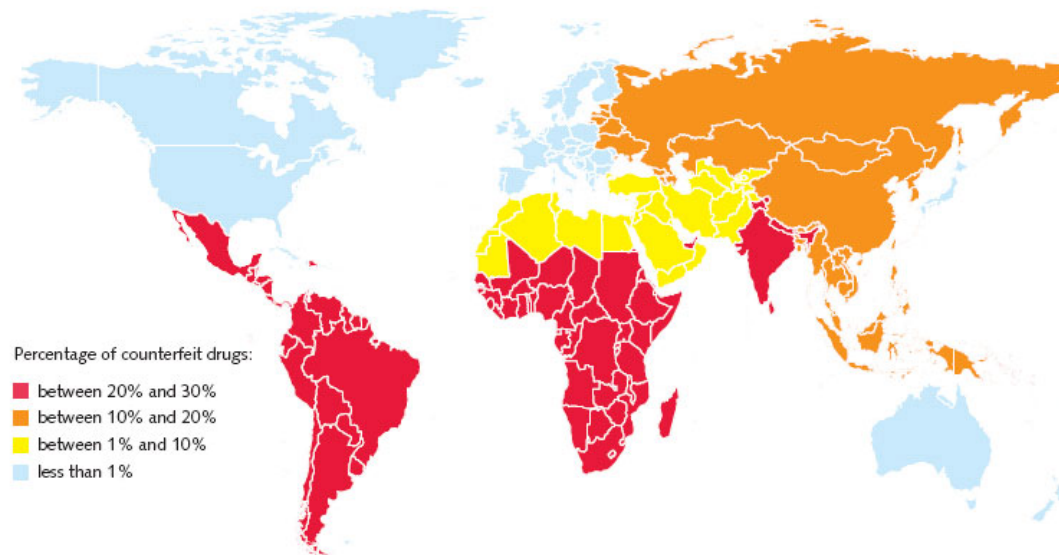 Percentage of counterfeit drugs:
between 20% and 30%
between 10% and 20%
between 1% and 10%
less than 1%